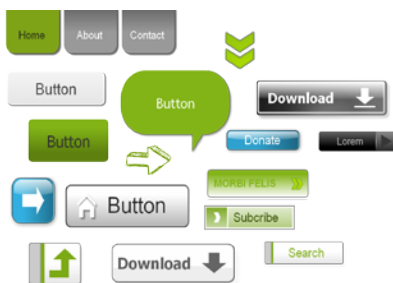 Home About Contact
Button
Button
Download
Button
Donate
Lorem
MORBI FELIS
Button
Subcribe
Search
Download